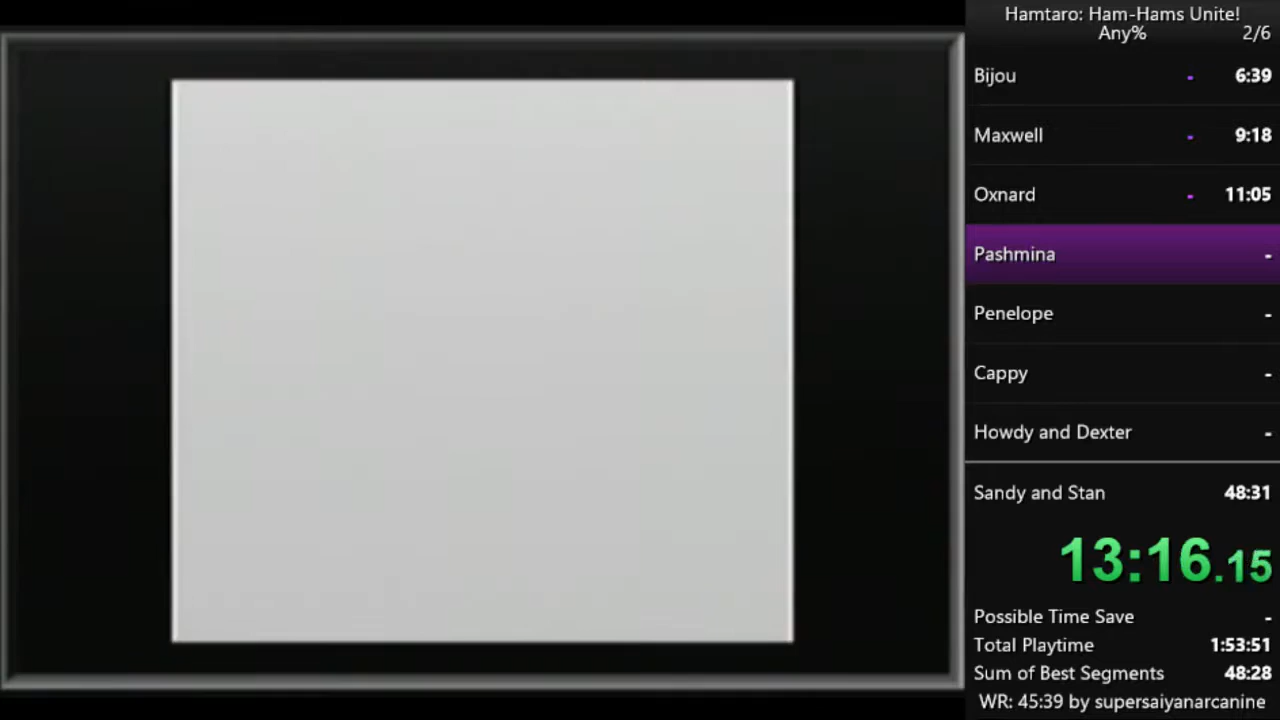 Hamtaro: Ham-Hams Unite!
Any% 2/6
Bijou - 6:39
Maxwell - 9:18
Oxnard - 11:05
Pashmina -
Penelope -
Cappy -
Howdy and Dexter -
Sandy and Stan 48:31
13:16.15
Possible Time Save -
Total Playtime 1:53:51
Sum of Best Segments 48:28
WR: 45:39 by supersaiyanarcanine